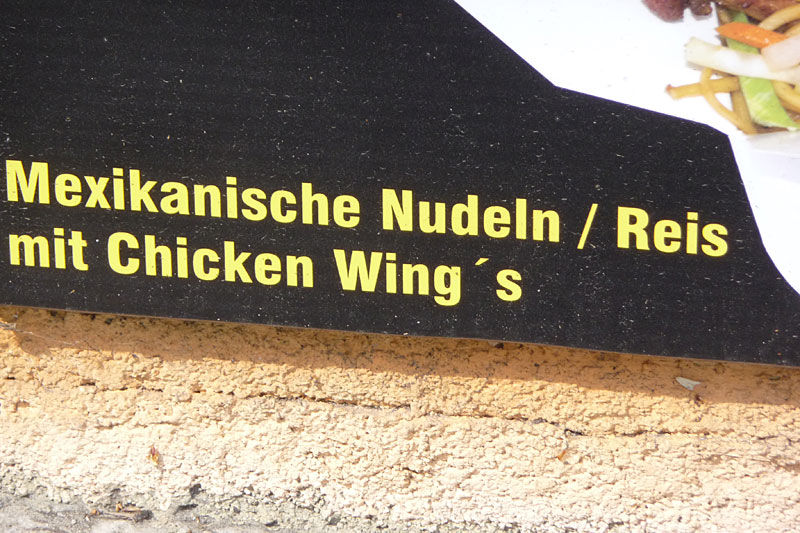 Mexikanische Nudeln / Reis
mit Chicken Wing ´s